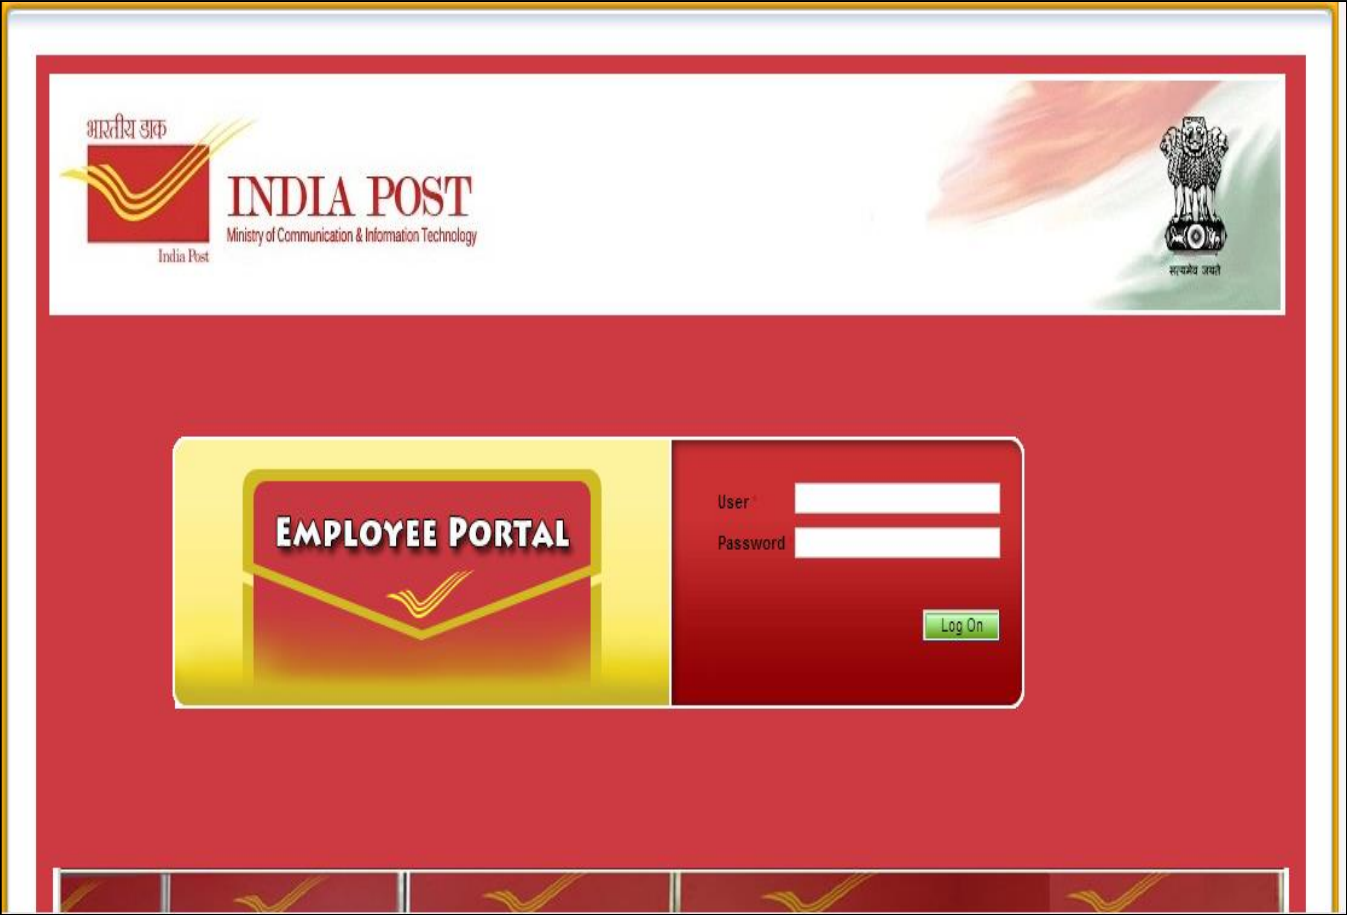 भारतीय डाक
INDIA POST
Ministry of Communication & Information Technology
India Post
सत्यमेव जयते
EMPLOYEE PORTAL
User *
Password
Log On